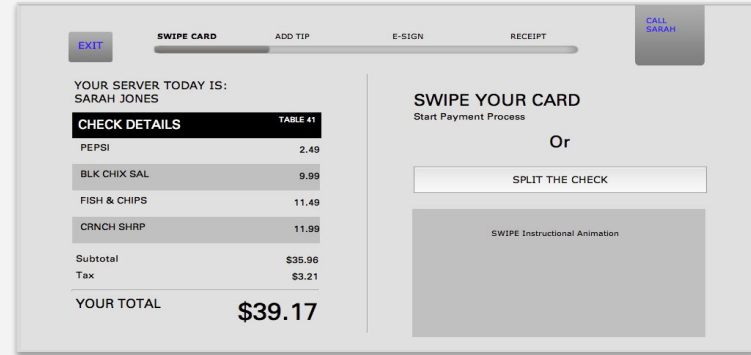 EXIT
SWIPE CARD
ADD TIP
E-SIGN
RECEIPT
CALL
SARAH
YOUR SERVER TODAY IS:
SARAH JONES
CHECK DETAILS TABLE 41
PEPSI 2.49
BLK CHIX SAL 9.99
FISH & CHIPS 11.49
CRNCH SHRP 11.99
Subtotal $35.96
Tax $3.21
YOUR TOTAL $39.17
SWIPE YOUR CARD
Start Payment Process
Or
SPLIT THE CHECK
SWIPE Instructional Animation